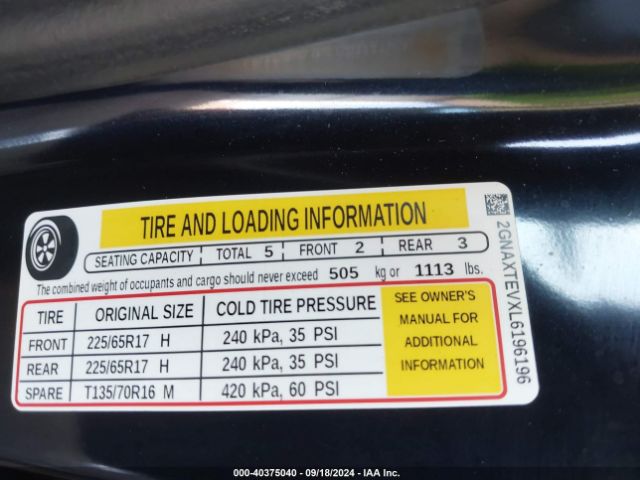 TIRE AND LOADING INFORMATION
SEATING CAPACITY TOTAL 5 FRONT 2 REAR 3
The combined weight of occupants and cargo should never exceed 505 kg or 1113 lbs.
TIRE ORIGINAL SIZE COLD TIRE PRESSURE
FRONT 225/65R17 H 240 kPa, 35 PSI
REAR 225/65R17 H 240 kPa, 35 PSI
SPARE T135/70R16 M 420 kPa, 60 PSI
SEE OWNER'S
MANUAL FOR
ADDITIONAL
INFORMATION
2GNAXTEVXL6196196
000-40375040 - 09/18/2024 - IAA Inc.